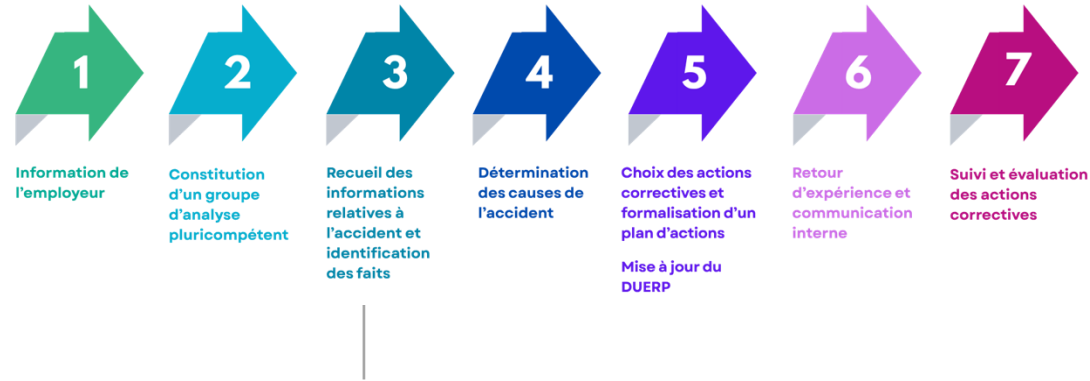 1
Information de
l'employeur
2
Constitution
d'un groupe
d'analyse
pluricompétent
3
Recueil des
informations
relatives à
l'accident et
identification
des faits
4
Détermination
des causes de
l'accident
5
Choix des actions
correctives et
formalisation d'un
plan d'actions
Mise à jour du
DUERP
6
Retour
d'expérience et
communication
interne
7
Suivi et évaluation
des actions
correctives